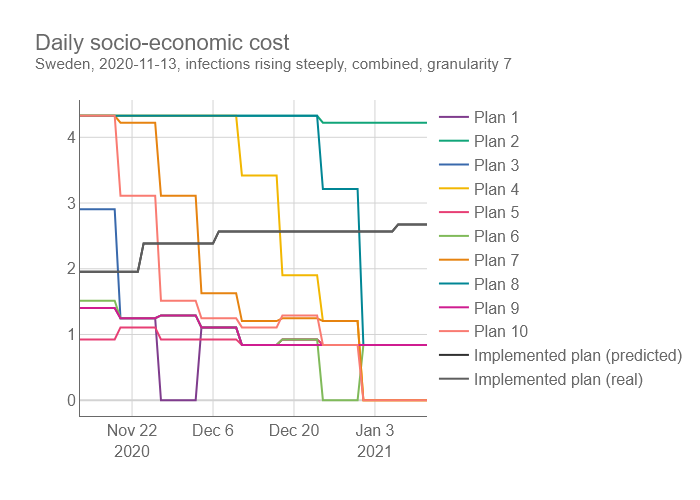 Daily socio-economic cost
Sweden, 2020-11-13, infections rising steeply, combined, granularity 7
4
3
2
1
0
Nov 22
2020
Dec 6
Dec 20
Jan 3
2021
Plan 1
Plan 2
Plan 3
Plan 4
Plan 5
Plan 6
Plan 7
Plan 8
Plan 9
Plan 10
Implemented plan (predicted)
Implemented plan (real)